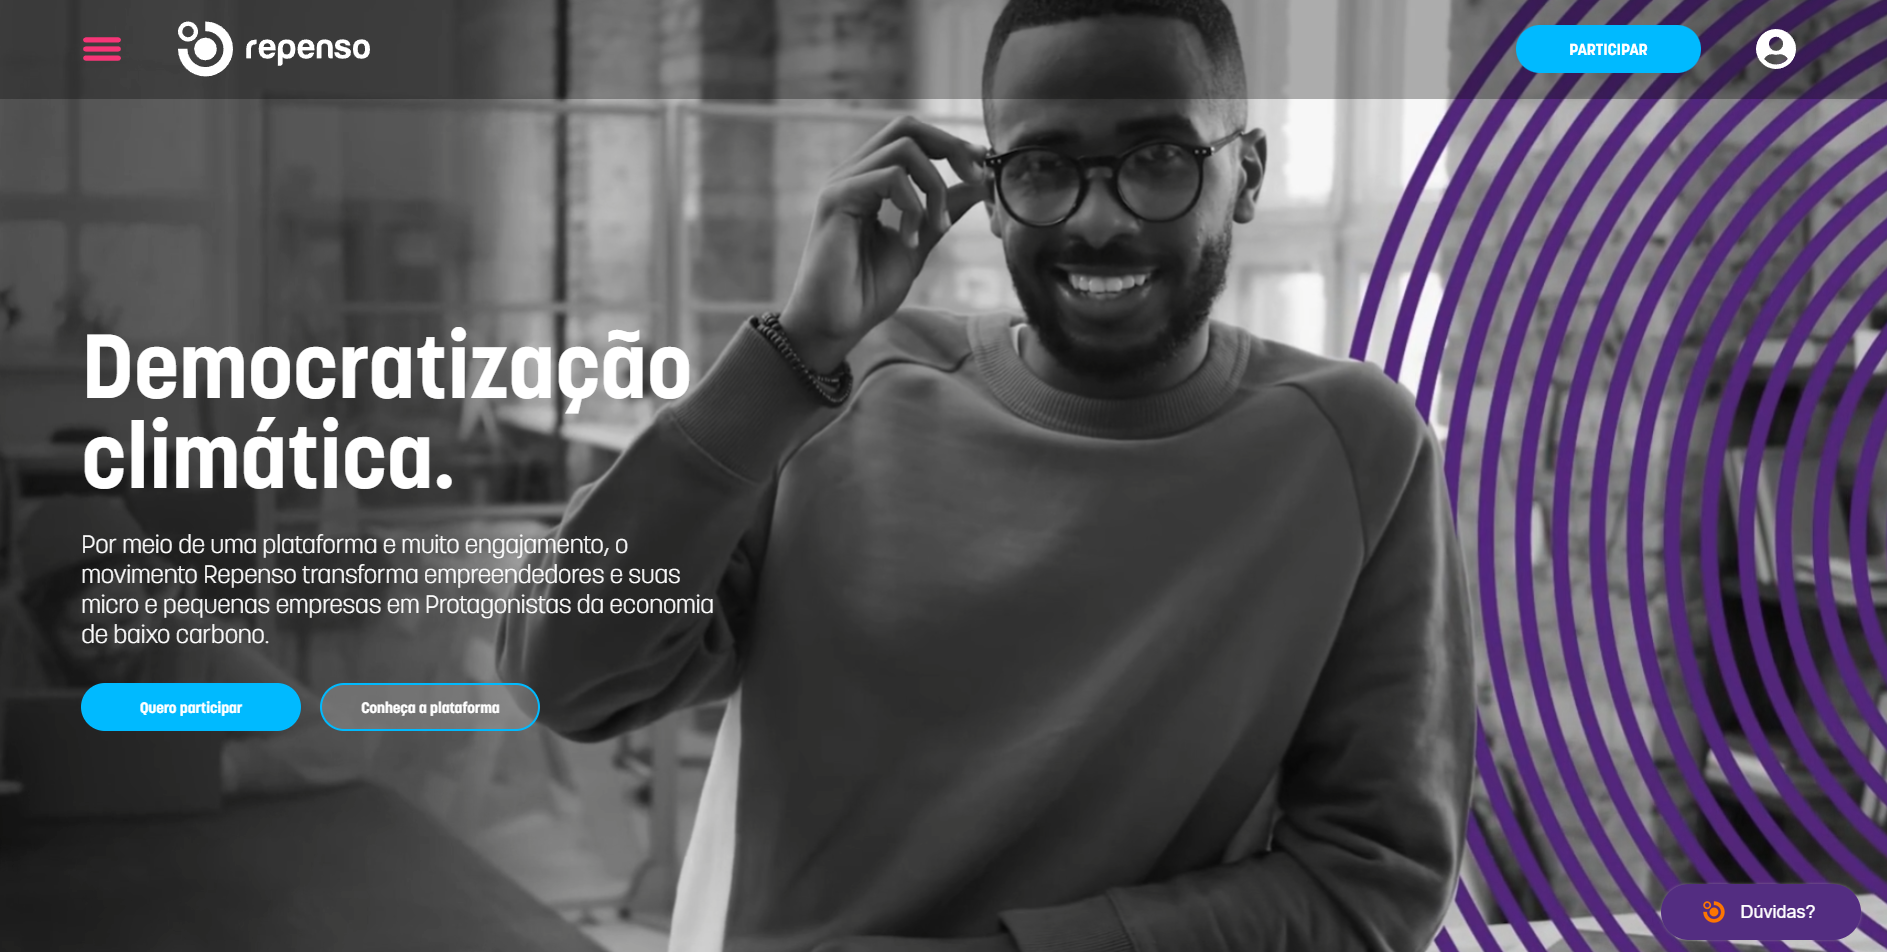 repenso
PARTICIPAR
Democratização
climática.
Por meio de uma plataforma e muito engajamento, o
movimento Repenso transforma empreendedores e suas
micro e pequenas empresas em Protagonistas da economia
de baixo carbono.
Quero participar
Conheça a plataforma
Dúvidas?